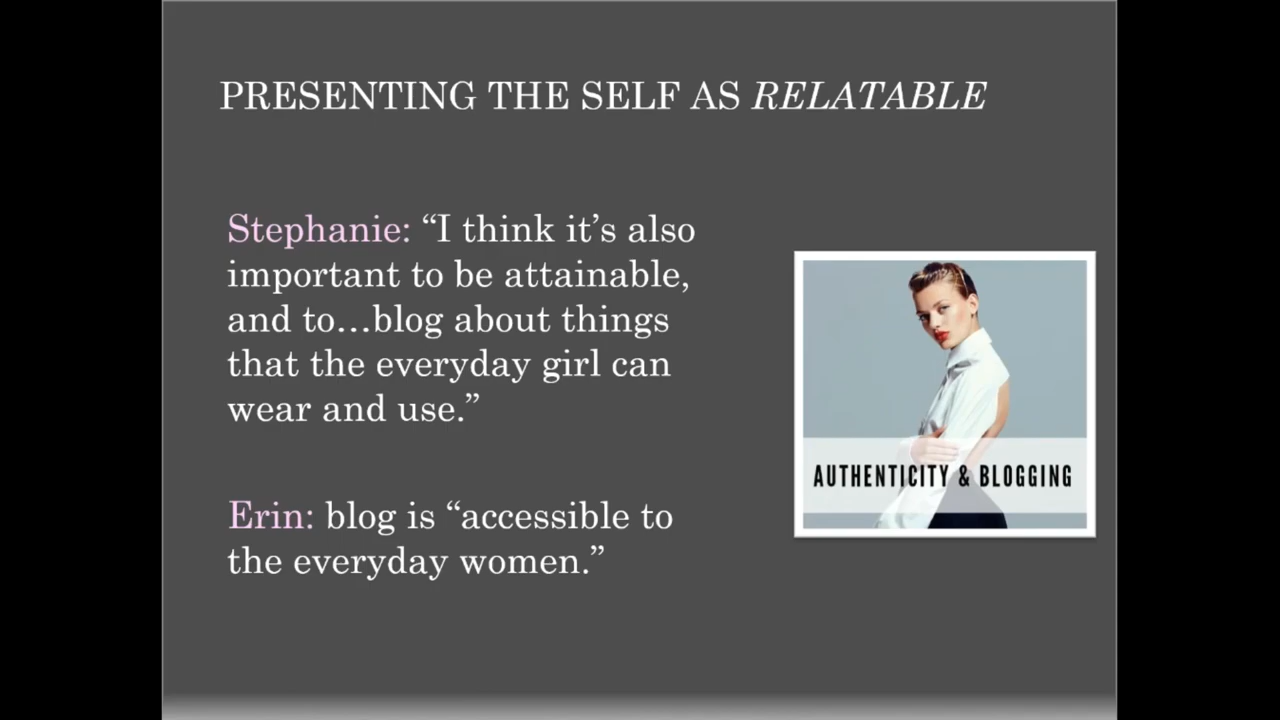 PRESENTING THE SELF AS RELATABLE
Stephanie: “I think it’s also
important to be attainable,
and to…blog about things
that the everyday girl can
wear and use.”
Erin: blog is “accessible to
the everyday women.”
AUTHENTICITY & BLOGGING